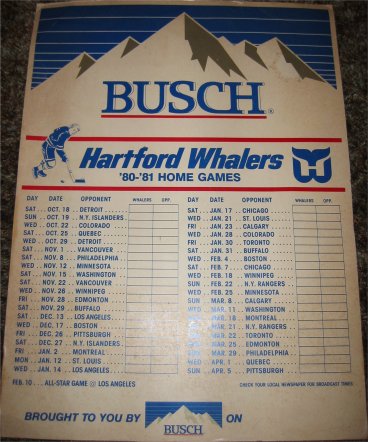 BUSCH®
Hartford Whalers
'80-'81 HOME GAMES
DAY DATE OPPONENT WHALERS OPP.
SAT OCT. 18 DETROIT
SUN OCT. 19 N.Y. ISLANDERS
WED OCT. 22 COLORADO
SAT OCT. 25 QUEBEC
WED OCT. 29 DETROIT
SAT NOV. 1 VANCOUVER
SAT NOV. 8 PHILADELPHIA
WED NOV. 12 MINNESOTA
SAT NOV. 15 WASHINGTON
SAT NOV. 22 VANCOUVER
WED NOV. 26 WINNIPEG
FRI NOV. 28 EDMONTON
SAT NOV. 29 BUFFALO
SAT DEC. 13 LOS ANGELES
WED DEC. 17 BOSTON
FRI DEC. 26 PITTSBURGH
SAT DEC. 27 N.Y. ISLANDERS
FRI JAN. 2 MONTREAL
MON JAN. 12 ST. LOUIS
WED JAN. 14 LOS ANGELES
FEB. 10 ... ALL-STAR GAME @ LOS ANGELES
DAY DATE OPPONENT WHALERS OPP.
SAT JAN. 17 CHICAGO
WED JAN. 21 ST. LOUIS
FRI JAN. 23 CALGARY
WED JAN. 28 COLORADO
FRI JAN. 30 TORONTO
SAT JAN. 31 BUFFALO
WED FEB. 4 BOSTON
SAT FEB. 7 CHICAGO
WED FEB. 18 WINNIPEG
SUN FEB. 22 N.Y. RANGERS
WED FEB. 25 MINNESOTA
SUN MAR. 8 CALGARY
WED MAR. 11 WASHINGTON
MAR. 18 MONTREAL
MAR. 21 N.Y. RANGERS
MAR. 22 TORONTO
MAR. 25 EDMONTON
MAR. 29 PHILADELPHIA
WED APR. 1 QUEBEC
SUN APR. 5 PITTSBURGH
CHECK YOUR LOCAL NEWSPAPER FOR BROADCAST TIMES
BROUGHT TO YOU BY BUSCH ON